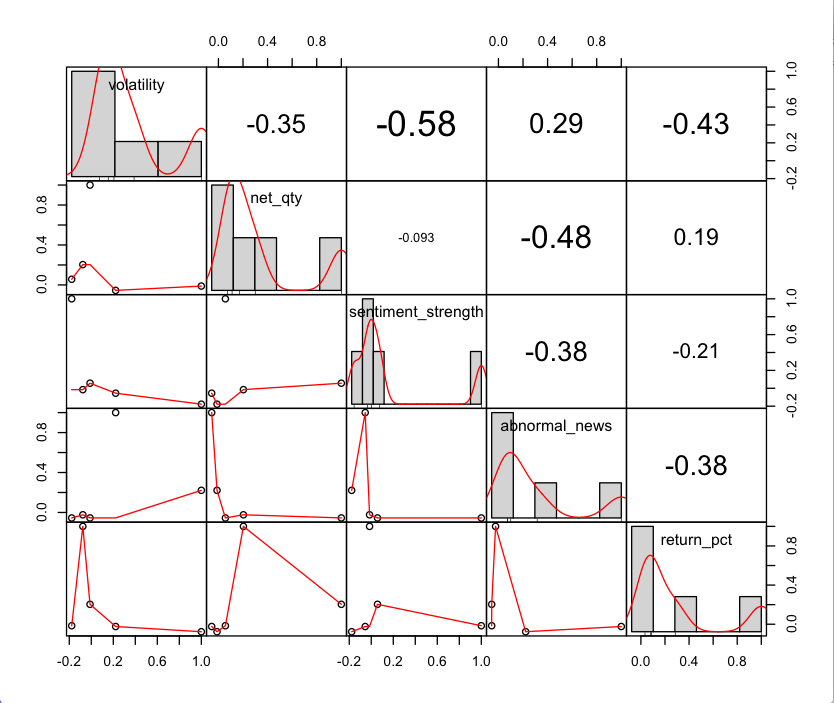 0.0 0.4 0.8 0.0 0.4 0.8
volatility -0.35 -0.58 0.29 -0.43
-0.2 0.2 0.6 1.0
0.0 0.4 0.8
net_qty -0.093 -0.48 0.19
sentiment_strength -0.38 -0.21
-0.2 0.2 0.6 1.0
0.0 0.4 0.8
abnormal_news -0.38
return_pct
0.0 0.4 0.8
-0.2 0.2 0.6 1.0 -0.2 0.2 0.6 1.0 0.0 0.4 0.8